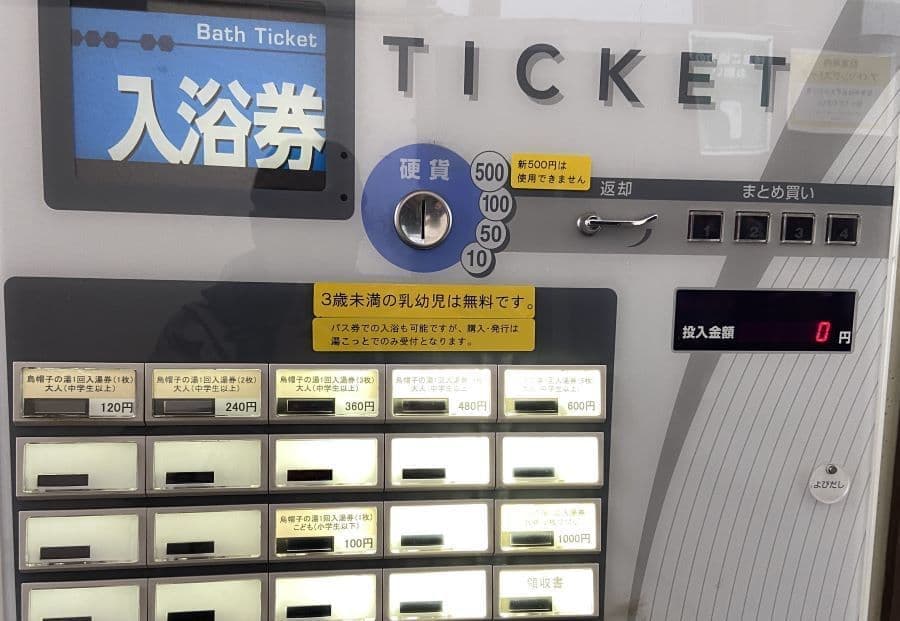 Bath Ticket
入浴券
TICKET
硬貨
500
100
50
10
新500円は
使用できません
返却
まとめ買い
1 2 3 4
3歳未満の乳幼児は無料です。
パス券での入浴も可能ですが、購入・発行は
湯こっとでのみ受付となります。
投入金額 0 円
烏帽子の湯1回入湯券(1枚)
大人(中学生以上)
120円
烏帽子の湯1回入湯券(2枚)
大人(中学生以上)
240円
烏帽子の湯1回入湯券(3枚)
大人(中学生以上)
360円
大人(中学生以上)
480円
600円
よびだし
烏帽子の湯1回入湯券(1枚)
こども(小学生以下)
100円
1000円
領収書